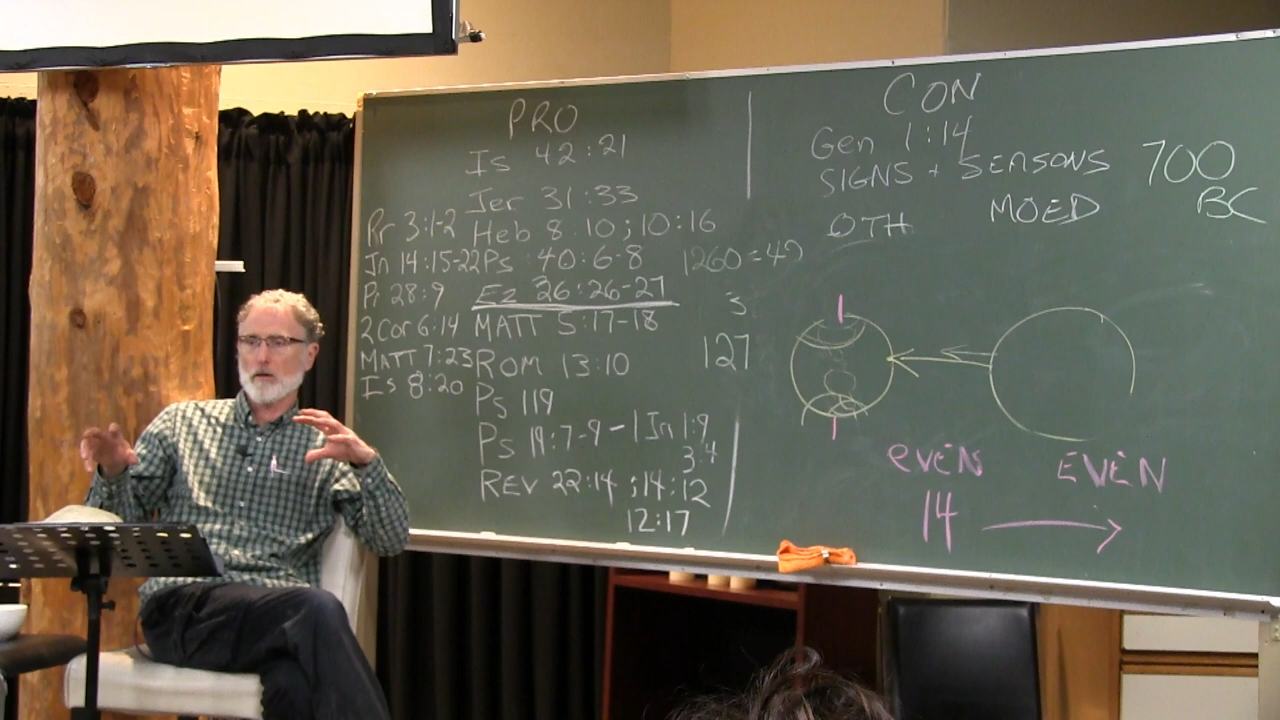 PRO
Is 42:21
Jer 31:33
Pr 3:1-2 Heb 8:10; 10:16
Jn 14:15-22 Ps 40:6-8 1260=42
Pr 28:9 Ez 36:26-27 3
2Cor 6:14 MATT 5:17-18
MATT 7:23 ROM 13:10 127
Is 8:20
Ps 119
Ps 19:7-9 - 1 Jn 1:9
3:4
REV 22:14 ;14:12
12:17
CON
Gen 1:14
SIGNS + SEASONS 700
OTH MOED BC
EVEN EVEN
14